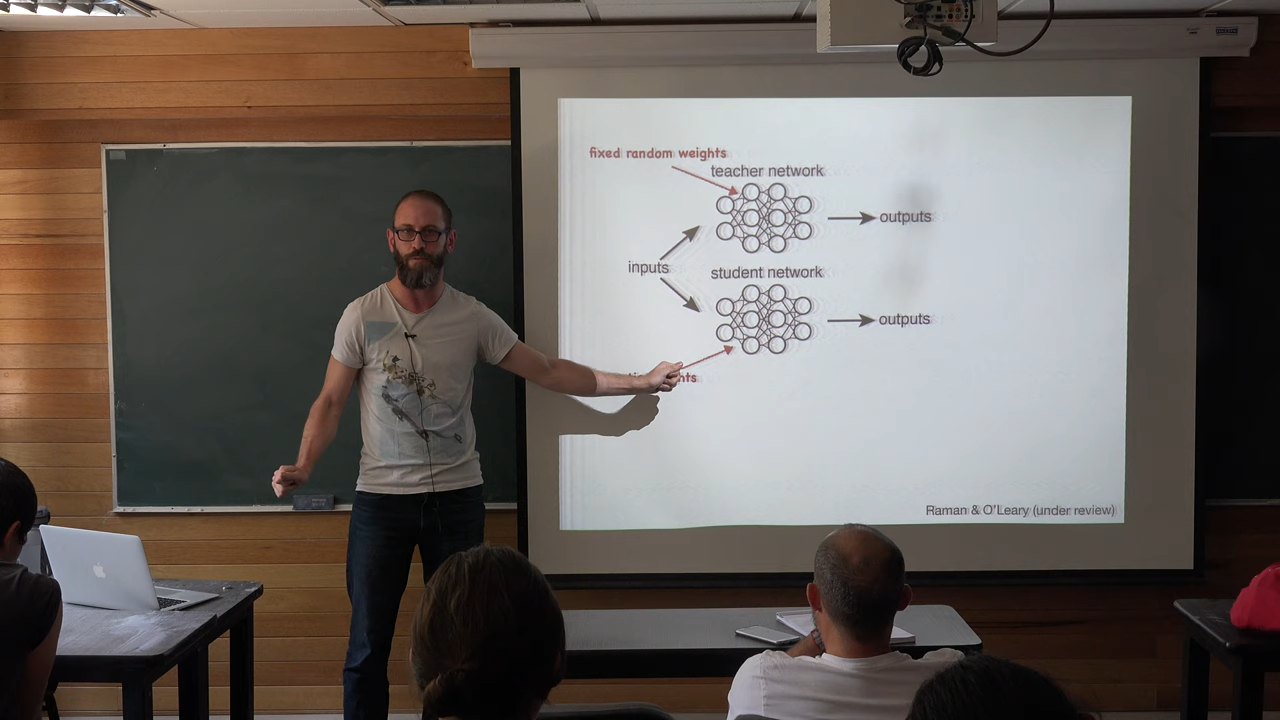 fixed random weights
teacher network
outputs
inputs
student network
outputs
Raman & O'Leary (under review)